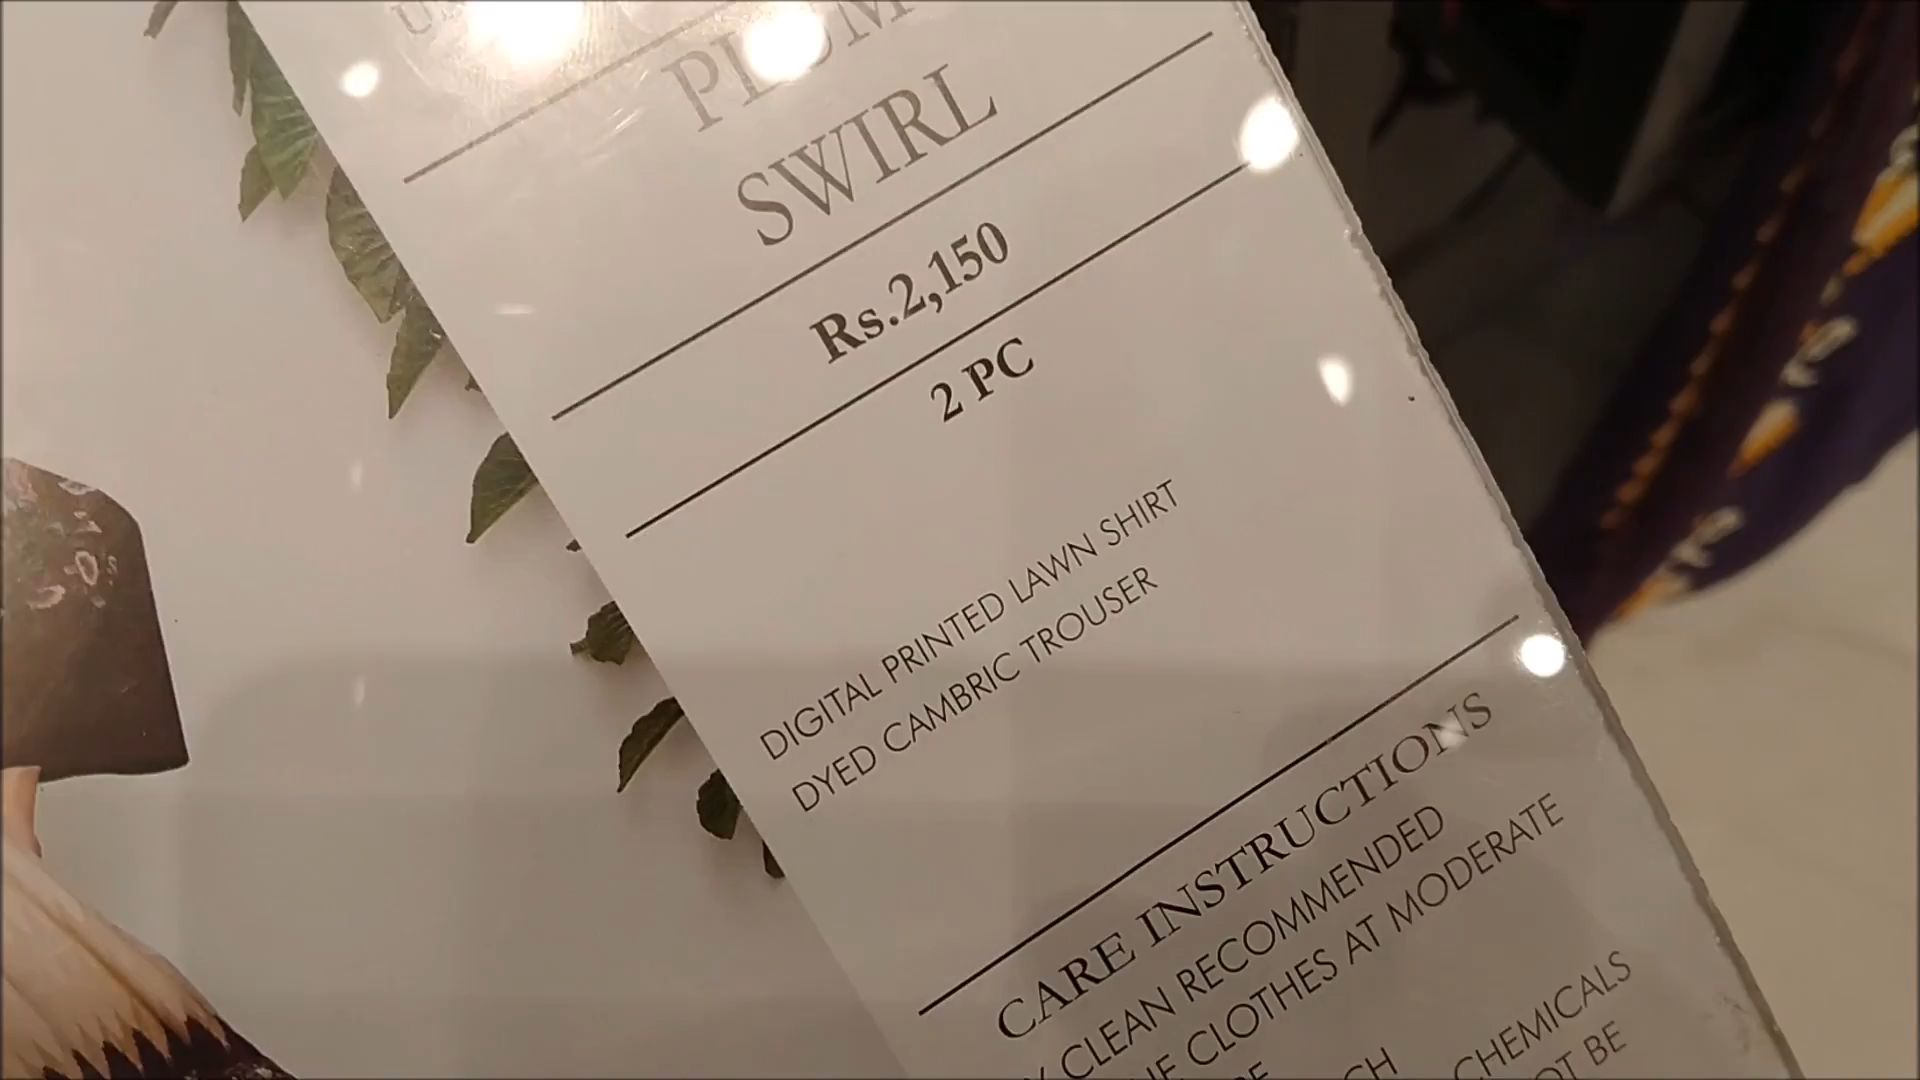 PLUM
SWIRL
Rs.2,150
2 PC
DIGITAL PRINTED LAWN SHIRT
DYED CAMBRIC TROUSER
CARE INSTRUCTIONS
CLEAN RECOMMENDED
CLOTHES AT MODERATE
CHEMICALS
BE